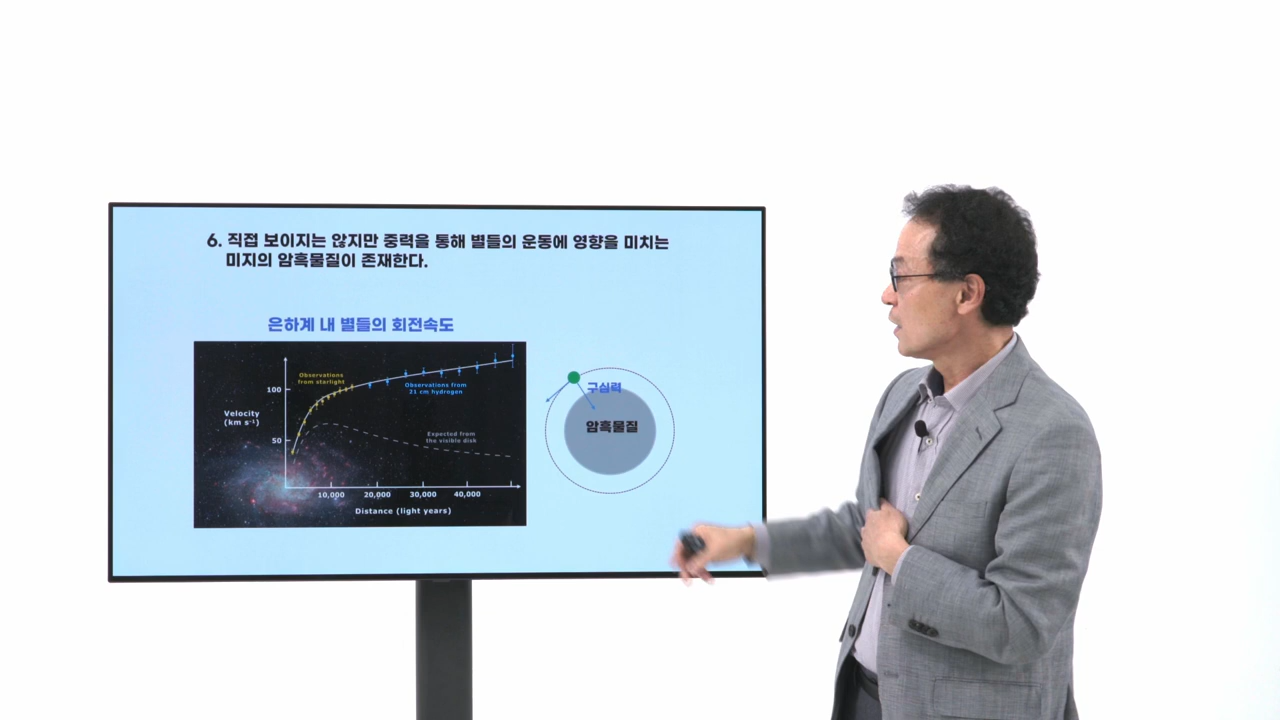 6. 직접 보이지는 않지만 중력을 통해 별들의 운동에 영향을 미치는
미지의 암흑물질이 존재한다.
은하계 내 별들의 회전속도
Observations
from starlight
100
Observations from
21 cm hydrogen
Velocity
(km s⁻¹)
50
Expected from
the visible disk
10,000 20,000 30,000 40,000
Distance (light years)
구심력
암흑물질